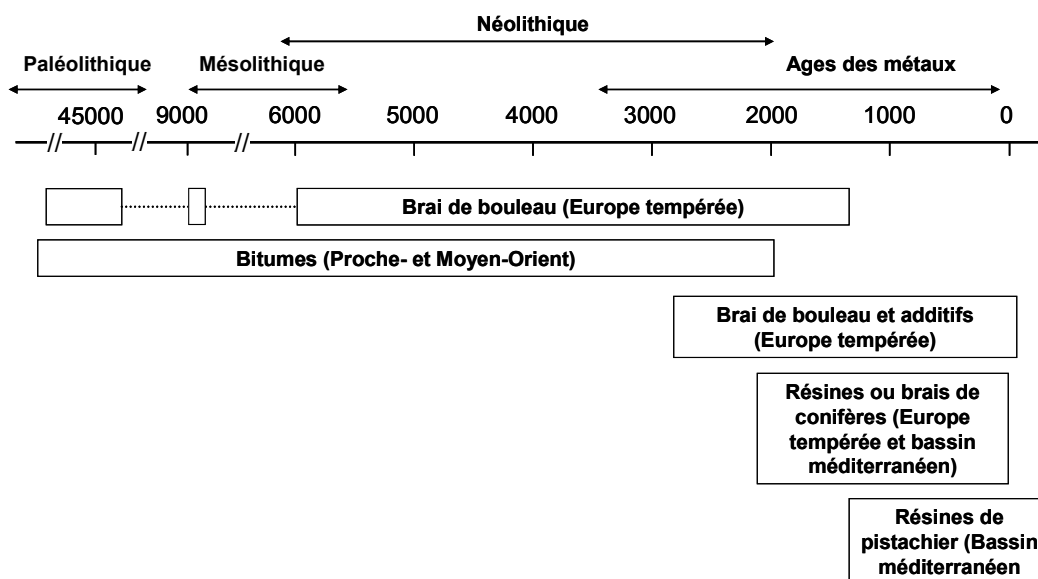 Néolithique
Paléolithique Mésolithique Ages des métaux
45000 9000 6000 5000 4000 3000 2000 1000 0
Brai de bouleau (Europe tempérée)
Bitumes (Proche- et Moyen-Orient)
Brai de bouleau et additifs
(Europe tempérée)
Résines ou brais de
conifères (Europe
tempérée et bassin
méditerranéen)
Résines de
pistachier (Bassin
méditerranéen